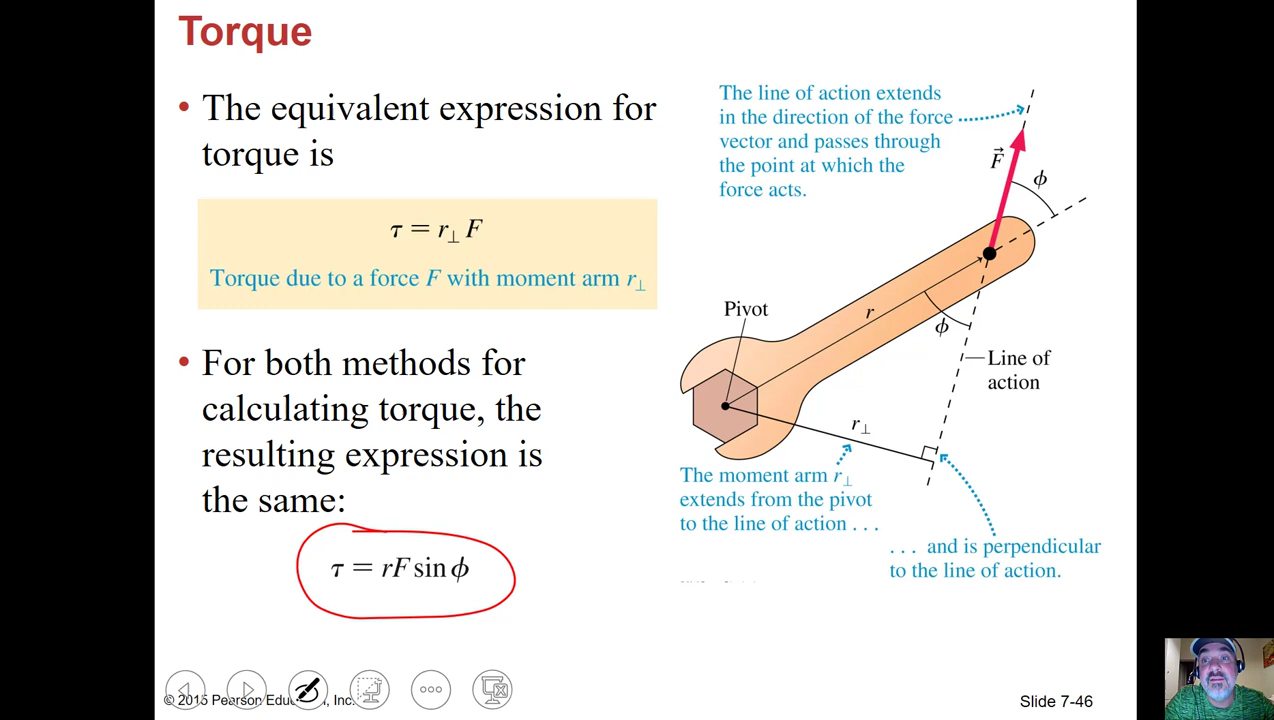 Torque
• The equivalent expression for
torque is
τ = r⊥ F
Torque due to a force F with moment arm r⊥
• For both methods for
calculating torque, the
resulting expression is
the same:
τ = rF sin ϕ
The line of action extends
in the direction of the force
vector and passes through
the point at which the
force acts.
F⃗
ϕ
Pivot
r
ϕ
Line of
action
r⊥
The moment arm r⊥
extends from the pivot
to the line of action . . .
. . . and is perpendicular
to the line of action.
© 2015 Pearson Education, Inc.
Slide 7-46